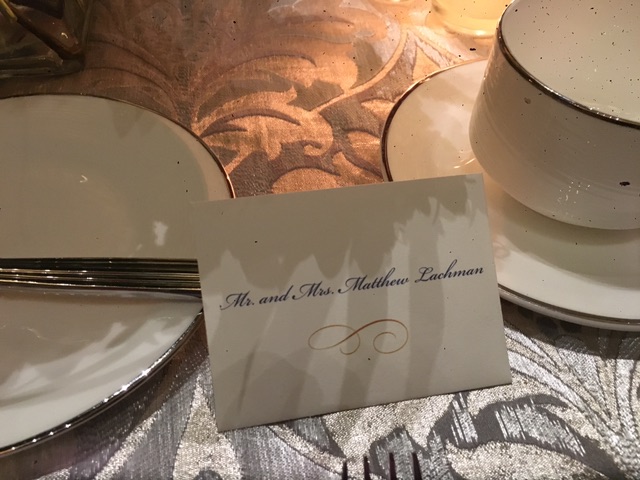 Mr. and Mrs. Matthew Lachman